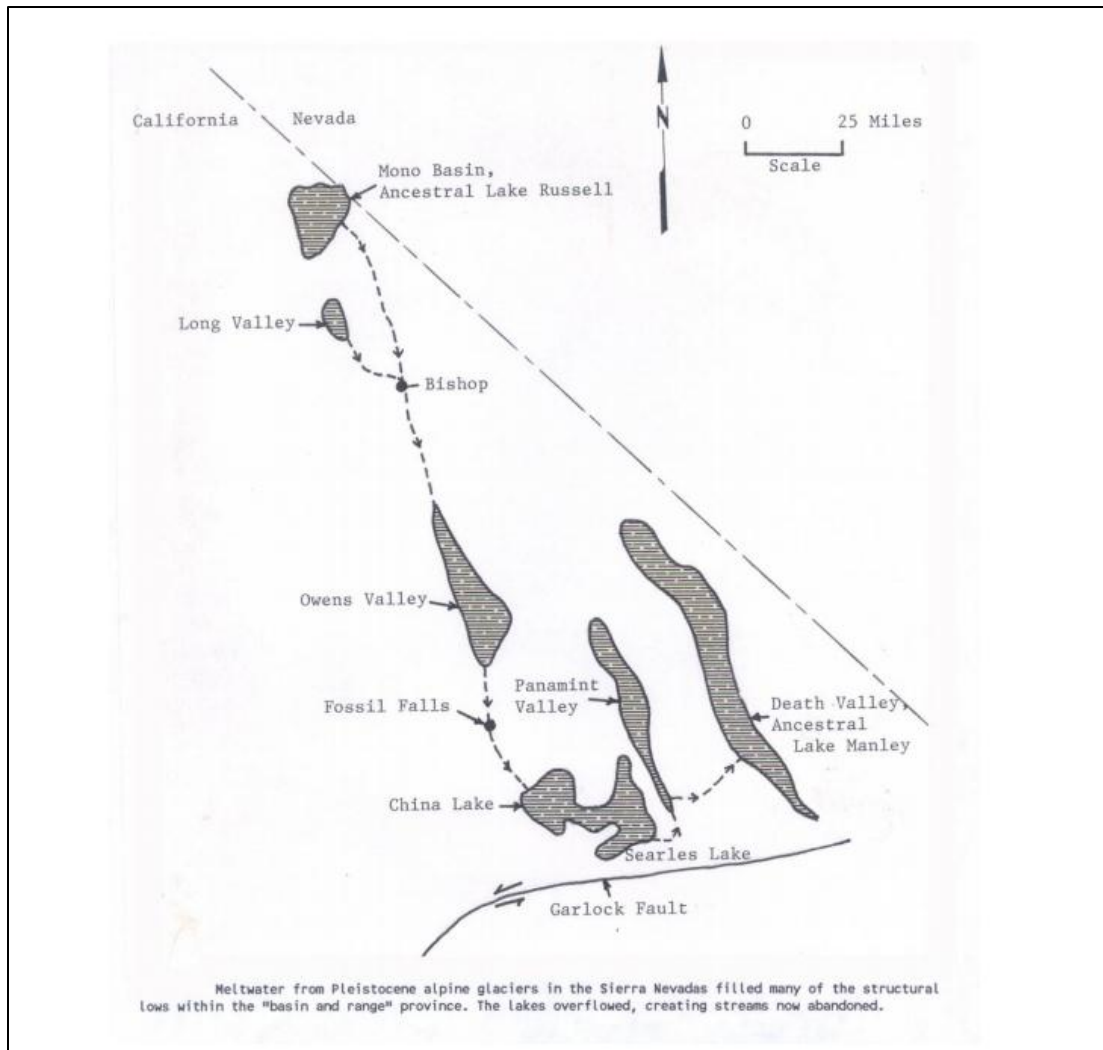 California
Nevada
N
0 25 Miles
Scale
Mono Basin,
Ancestral Lake Russell
Long Valley
Bishop
Owens Valley
Panamint
Valley
Fossil Falls
Death Valley,
Ancestral
Lake Manley
China Lake
Searles Lake
Garlock Fault
Meltwater from Pleistocene alpine glaciers in the Sierra Nevadas filled many of the structural
lows within the "basin and range" province. The lakes overflowed, creating streams now abandoned.